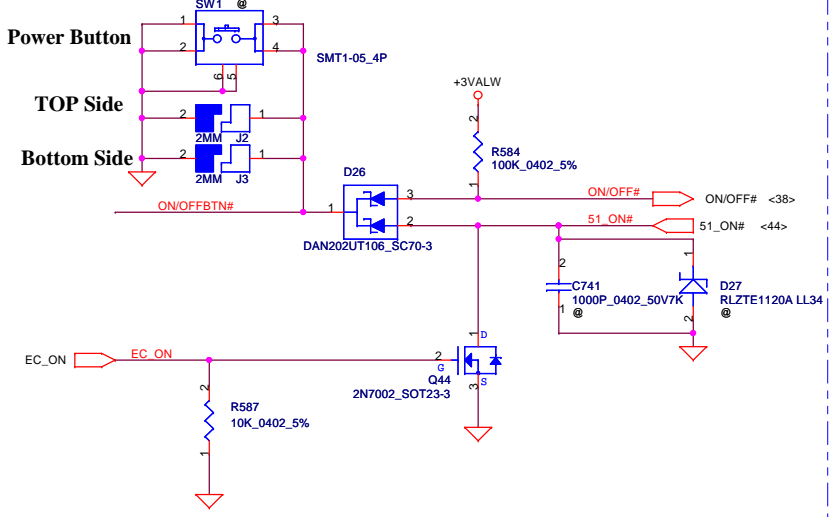 SW1 @
1 3
Power Button
2 4
SMT1-05_4P
6 5
+3VALW
TOP Side
2 1
2MM J2
2
R584
100K_0402_5%
Bottom Side
2 1
2MM J3
D26
1
3 ON/OFF# ON/OFF# <38>
ON/OFFBTN# 1
2 51_ON# 51_ON# <44>
DAN202UT106_SC70-3
2 1
C741 D27
1000P_0402_50V7K RLZTE1120A LL34
1 @ 2 @
1 D
EC_ON EC_ON 2
G
Q44 3 S
2N7002_SOT23-3
2
R587
10K_0402_5%
1